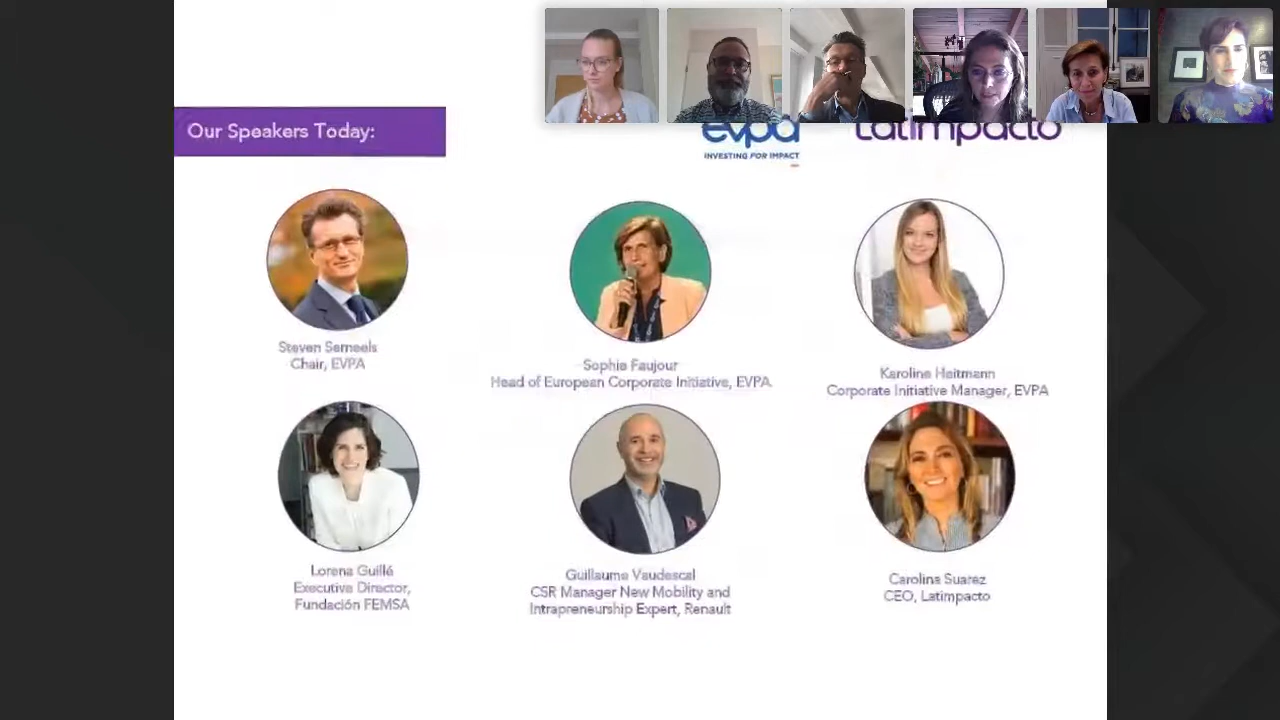 Our Speakers Today:
evpa
INVESTING FOR IMPACT
Latimpacto
Steven Serneels
Chair, EVPA
Sophie Faujour
Head of European Corporate Initiative, EVPA
Karoline Heitmann
Corporate Initiative Manager, EVPA
Lorena Guillé
Executive Director,
Fundación FEMSA
Guillaume Vaudescal
CSR Manager New Mobility and
Intrapreneurship Expert, Renault
Carolina Suarez
CEO, Latimpacto